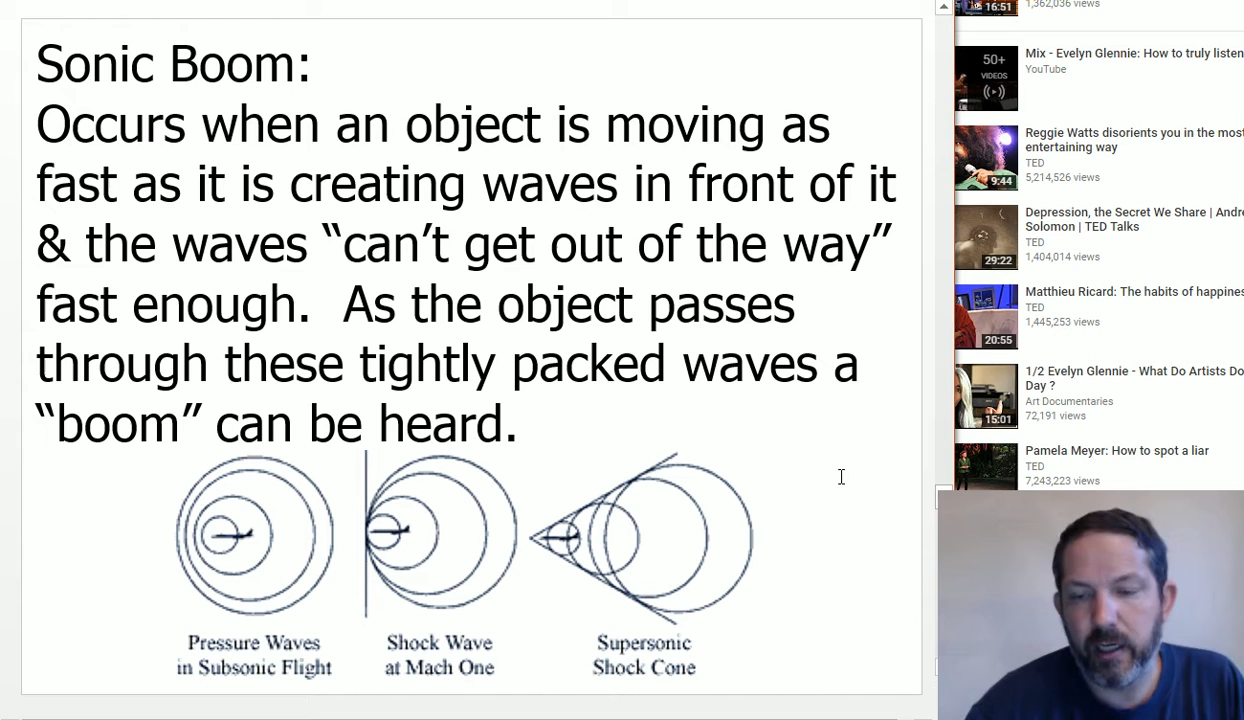 Sonic Boom:
Occurs when an object is moving as
fast as it is creating waves in front of it
& the waves “can’t get out of the way”
fast enough.  As the object passes
through these tightly packed waves a
“boom” can be heard.
Pressure Waves
in Subsonic Flight
Shock Wave
at Mach One
Supersonic
Shock Cone
16:51
1,362,036 views
50+
VIDEOS
Mix - Evelyn Glennie: How to truly listen
YouTube
9:44
Reggie Watts disorients you in the most
entertaining way
TED
5,214,526 views
29:22
Depression, the Secret We Share | Andre
Solomon | TED Talks
TED
1,404,014 views
20:55
Matthieu Ricard: The habits of happines
TED
1,445,253 views
15:01
1/2 Evelyn Glennie - What Do Artists Do
Day ?
Art Documentaries
72,191 views
Pamela Meyer: How to spot a liar
TED
7,243,223 views